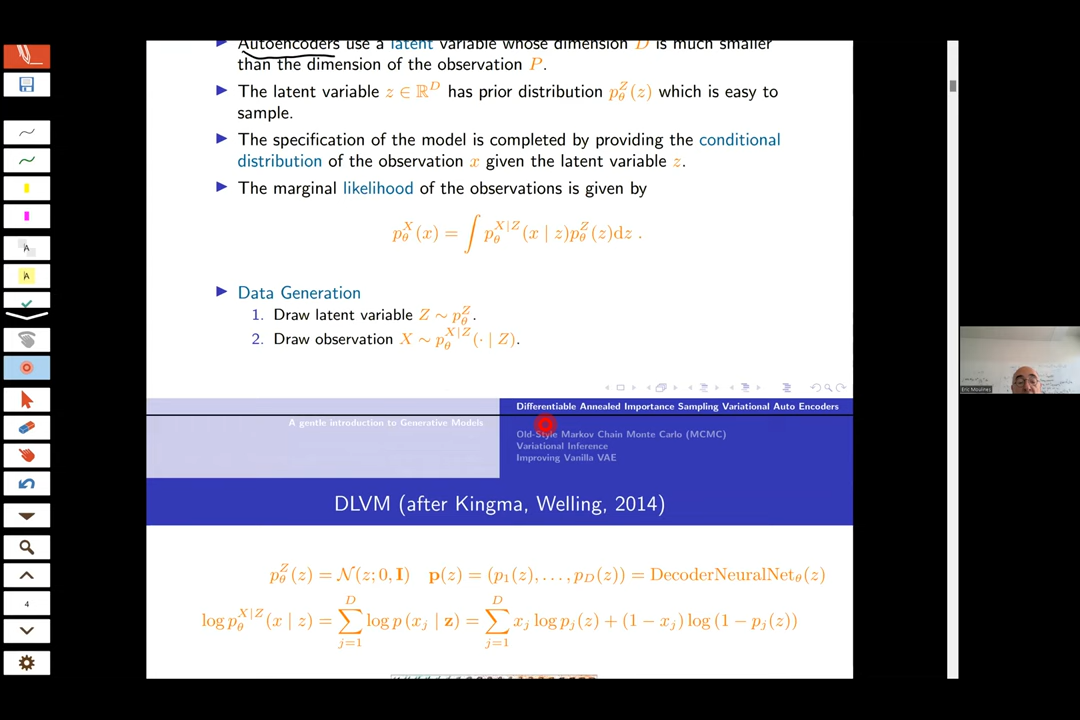 Autoencoders use a latent variable whose dimension D is much smaller
than the dimension of the observation P.
The latent variable z ∈ ℝ^D has prior distribution p_θ^Z(z) which is easy to
sample.
The specification of the model is completed by providing the conditional
distribution of the observation x given the latent variable z.
The marginal likelihood of the observations is given by
p_θ^X(x) = ∫ p_θ^{X|Z}(x | z)p_θ^Z(z)dz .
Data Generation
1. Draw latent variable Z ∼ p_θ^Z.
2. Draw observation X ∼ p_θ^{X|Z}(· | Z).
Eric Moulines
A gentle introduction to Generative Models
Differentiable Annealed Importance Sampling Variational Auto Encoders
Old-Style Markov Chain Monte Carlo (MCMC)
Variational Inference
Improving Vanilla VAE
DLVM (after Kingma, Welling, 2014)
p_θ^Z(z) = N(z; 0, I) p(z) = (p_1(z), . . . , p_D(z)) = DecoderNeuralNet_θ(z)
log p_θ^{X|Z}(x | z) = ∑_{j=1}^{D} log p (x_j | z) = ∑_{j=1}^{D} x_j log p_j(z) + (1 − x_j) log (1 − p_j(z))
A
A
4